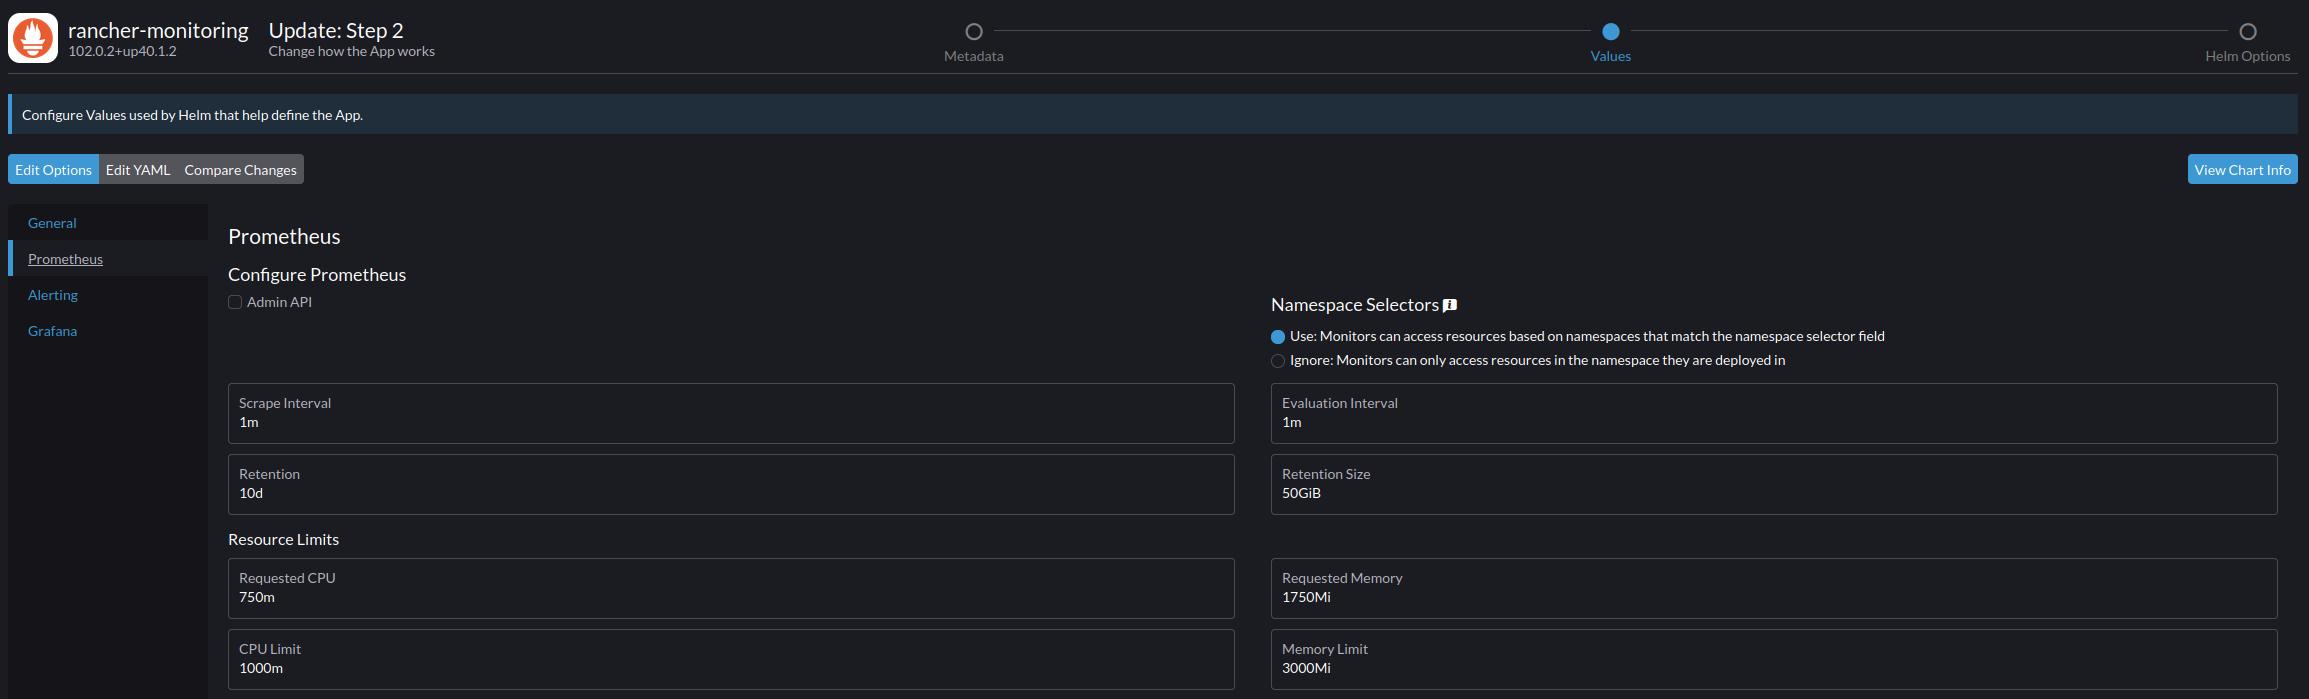 rancher-monitoring
102.0.2+up40.1.2
Update: Step 2
Change how the App works
Metadata
Values
Helm Options
Configure Values used by Helm that help define the App.
Edit Options
Edit YAML
Compare Changes
View Chart Info
General
Prometheus
Alerting
Grafana
Prometheus
Configure Prometheus
Admin API
Namespace Selectors
Use: Monitors can access resources based on namespaces that match the namespace selector field
Ignore: Monitors can only access resources in the namespace they are deployed in
Scrape Interval
1m
Evaluation Interval
1m
Retention
10d
Retention Size
50GiB
Resource Limits
Requested CPU
750m
Requested Memory
1750Mi
CPU Limit
1000m
Memory Limit
3000Mi